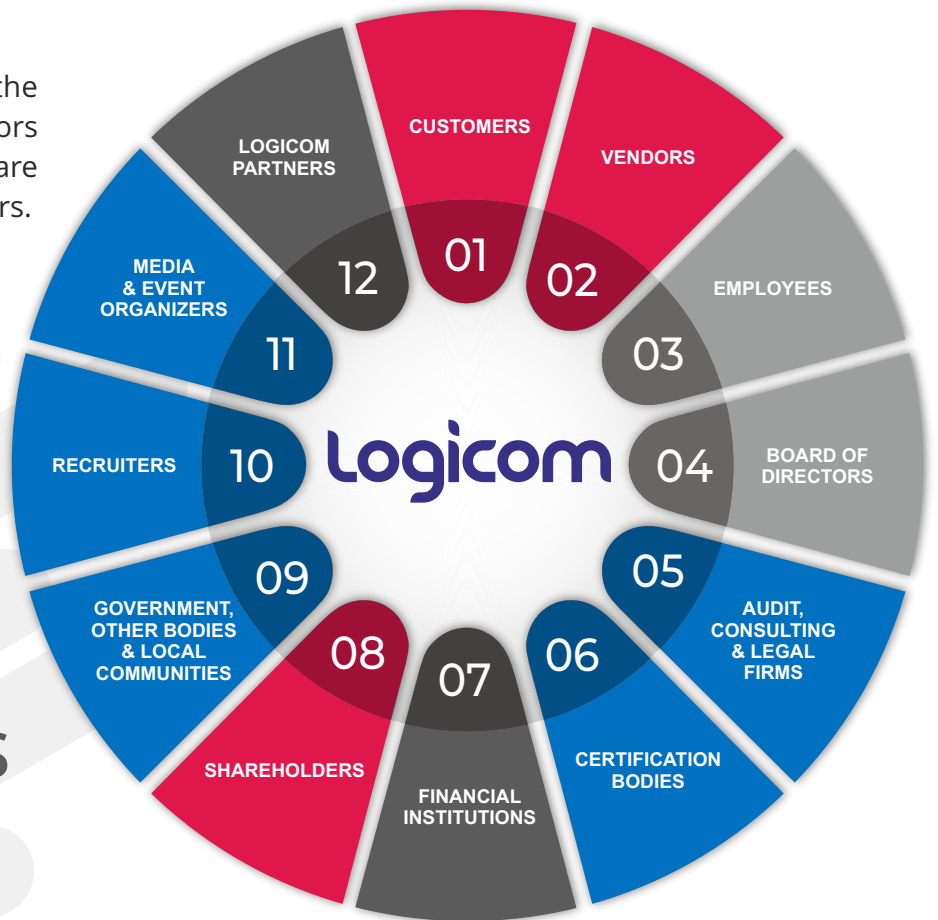 the
ors
are
rs.
CUSTOMERS
01
VENDORS
02
EMPLOYEES
03
BOARD OF
DIRECTORS
04
AUDIT,
CONSULTING
& LEGAL
FIRMS
05
CERTIFICATION
BODIES
06
FINANCIAL
INSTITUTIONS
07
SHAREHOLDERS
08
GOVERNMENT,
OTHER BODIES
& LOCAL
COMMUNITIES
09
RECRUITERS
10
MEDIA
& EVENT
ORGANIZERS
11
LOGICOM
PARTNERS
12
Logicom
S